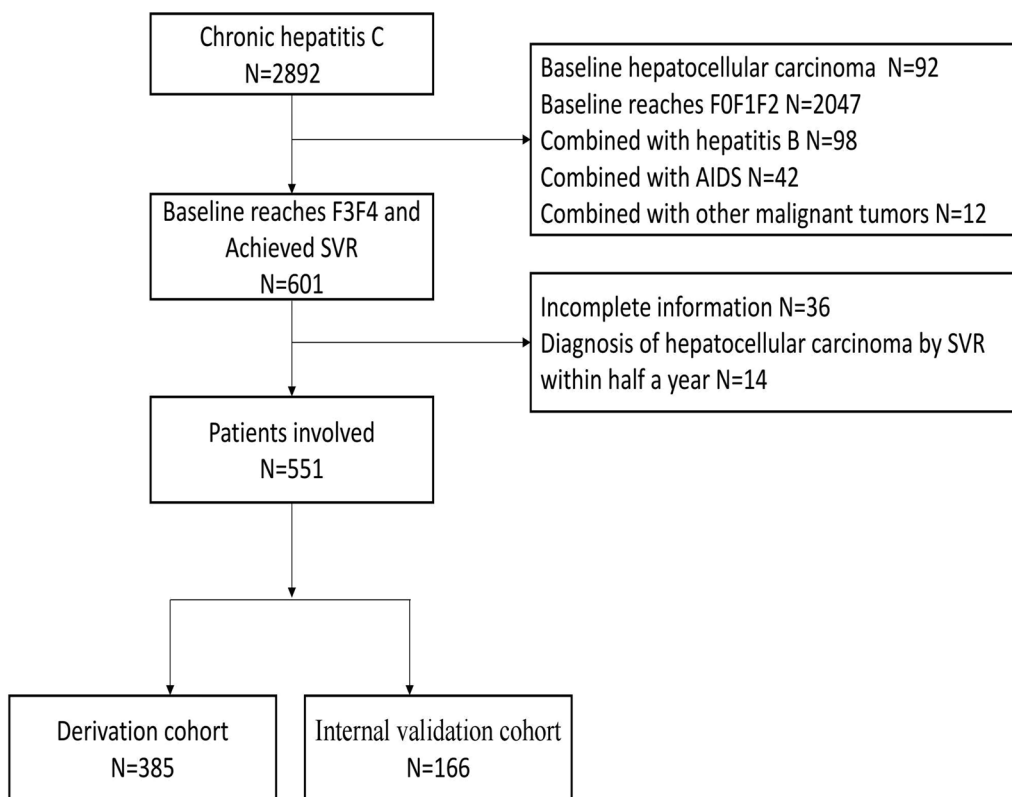 Chronic hepatitis C
N=2892
Baseline hepatocellular carcinoma N=92
Baseline reaches F0F1F2 N=2047
Combined with hepatitis B N=98
Combined with AIDS N=42
Combined with other malignant tumors N=12
Baseline reaches F3F4 and
Achieved SVR
N=601
Incomplete information N=36
Diagnosis of hepatocellular carcinoma by SVR
within half a year N=14
Patients involved
N=551
Derivation cohort
N=385
Internal validation cohort
N=166